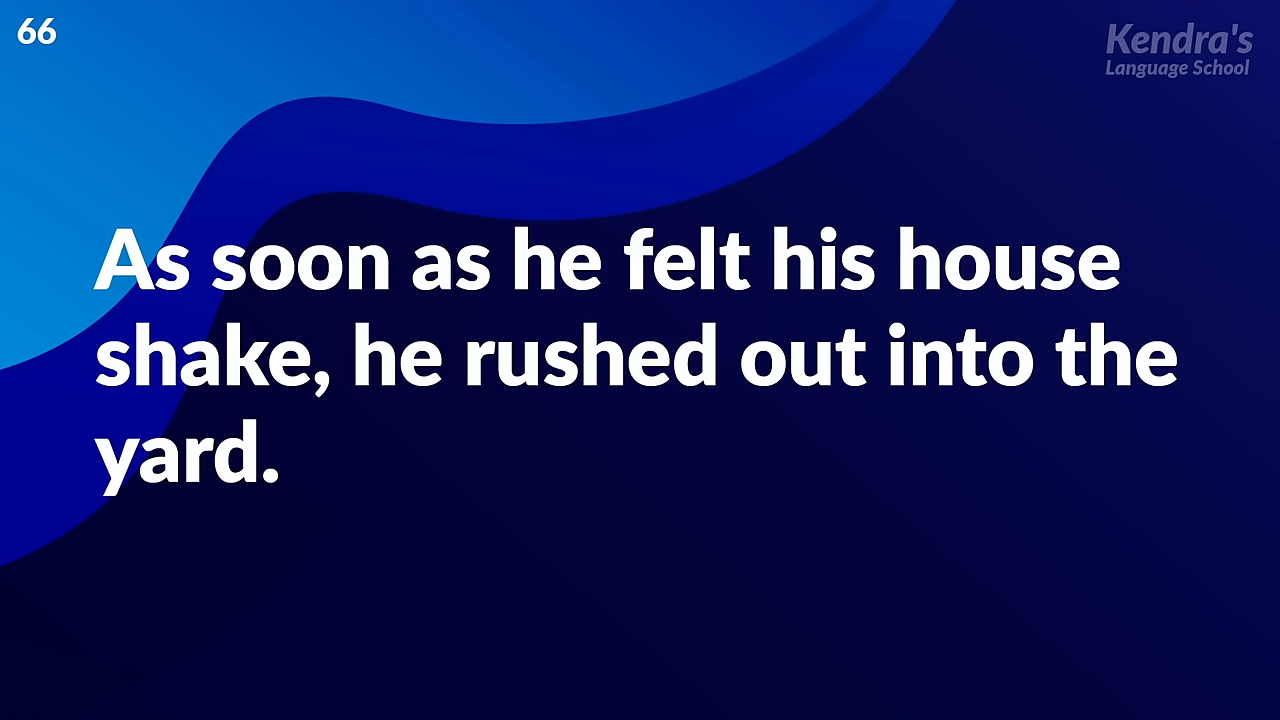 66
Kendra's
Language School
As soon as he felt his house
shake, he rushed out into the
yard.